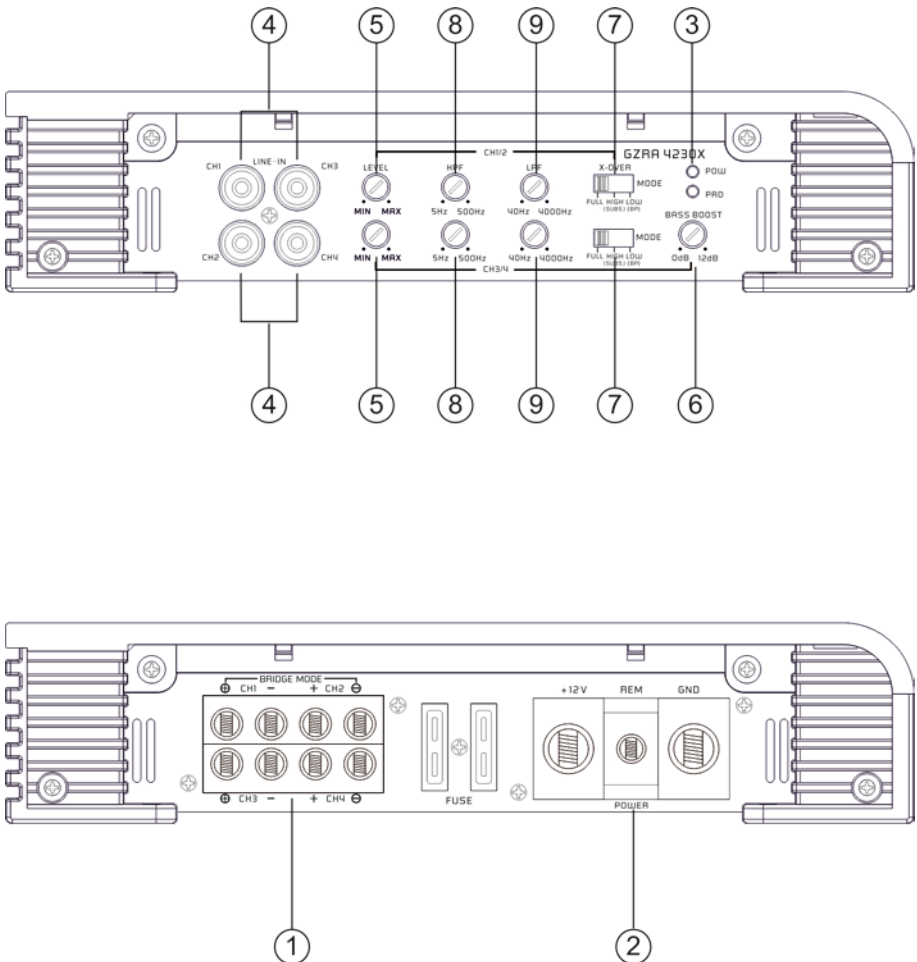 4 5 8 9 7 3
CH1/2 GZRA 4230X
CH1 LINE-IN CH3 LEVEL HPF LPF X-OVER POW
MODE
MIN MAX 5Hz 500Hz 40Hz 4000Hz FULL HIGH LOW PRO
(SUBS.) (BP)
BASS BOOST
MODE
CH2 CH4 MIN MAX 5Hz 500Hz 40Hz 4000Hz FULL HIGH LOW 0dB 12dB
(SUBS.) (BP)
CH3/4
4 5 8 9 7 6
BRIDGE MODE
⊕ CH1 − + CH2 ⊖ +12V REM GND
⊕ CH3 − + CH4 ⊖ FUSE POWER
1 2